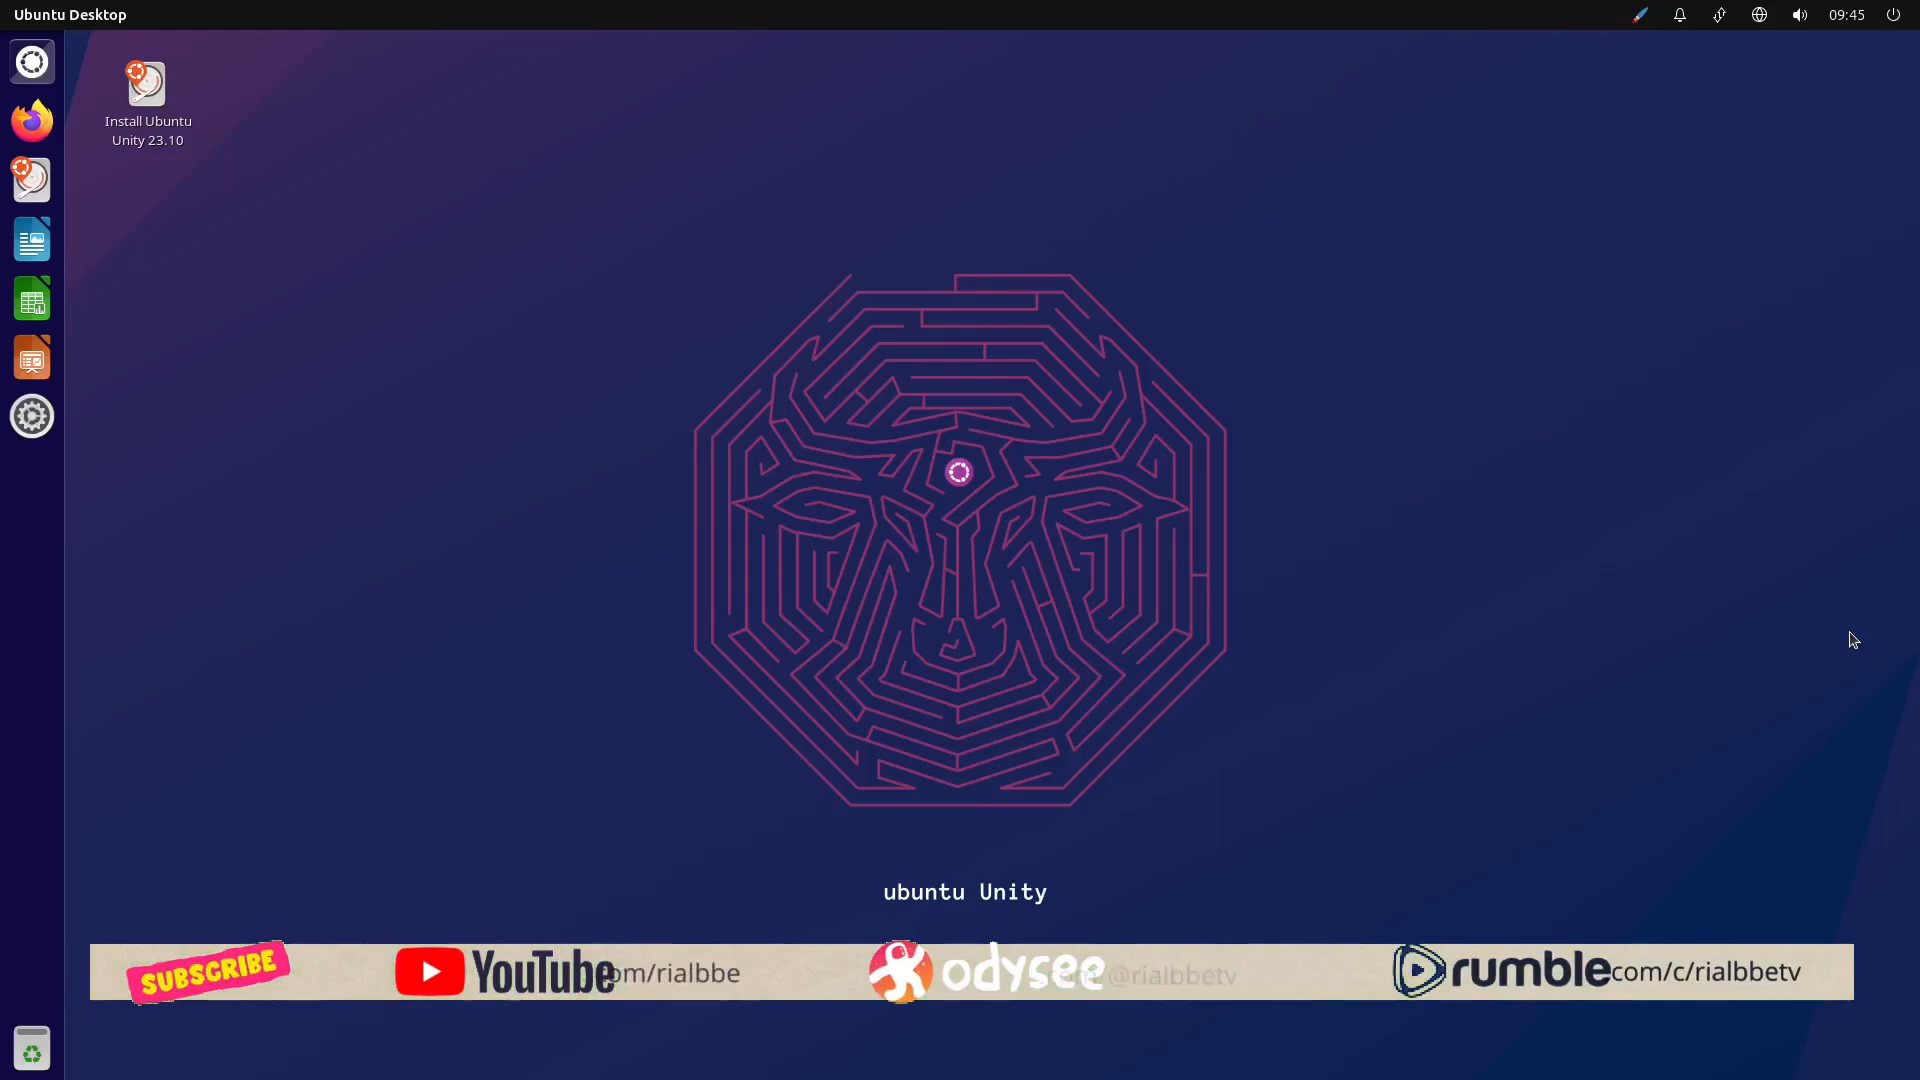 Ubuntu Desktop
09:45
Install Ubuntu
Unity 23.10
ubuntu Unity
SUBSCRIBE
YouTube
om/rialbbe
odysee
@rialbbetv
rumble
com/c/rialbbetv